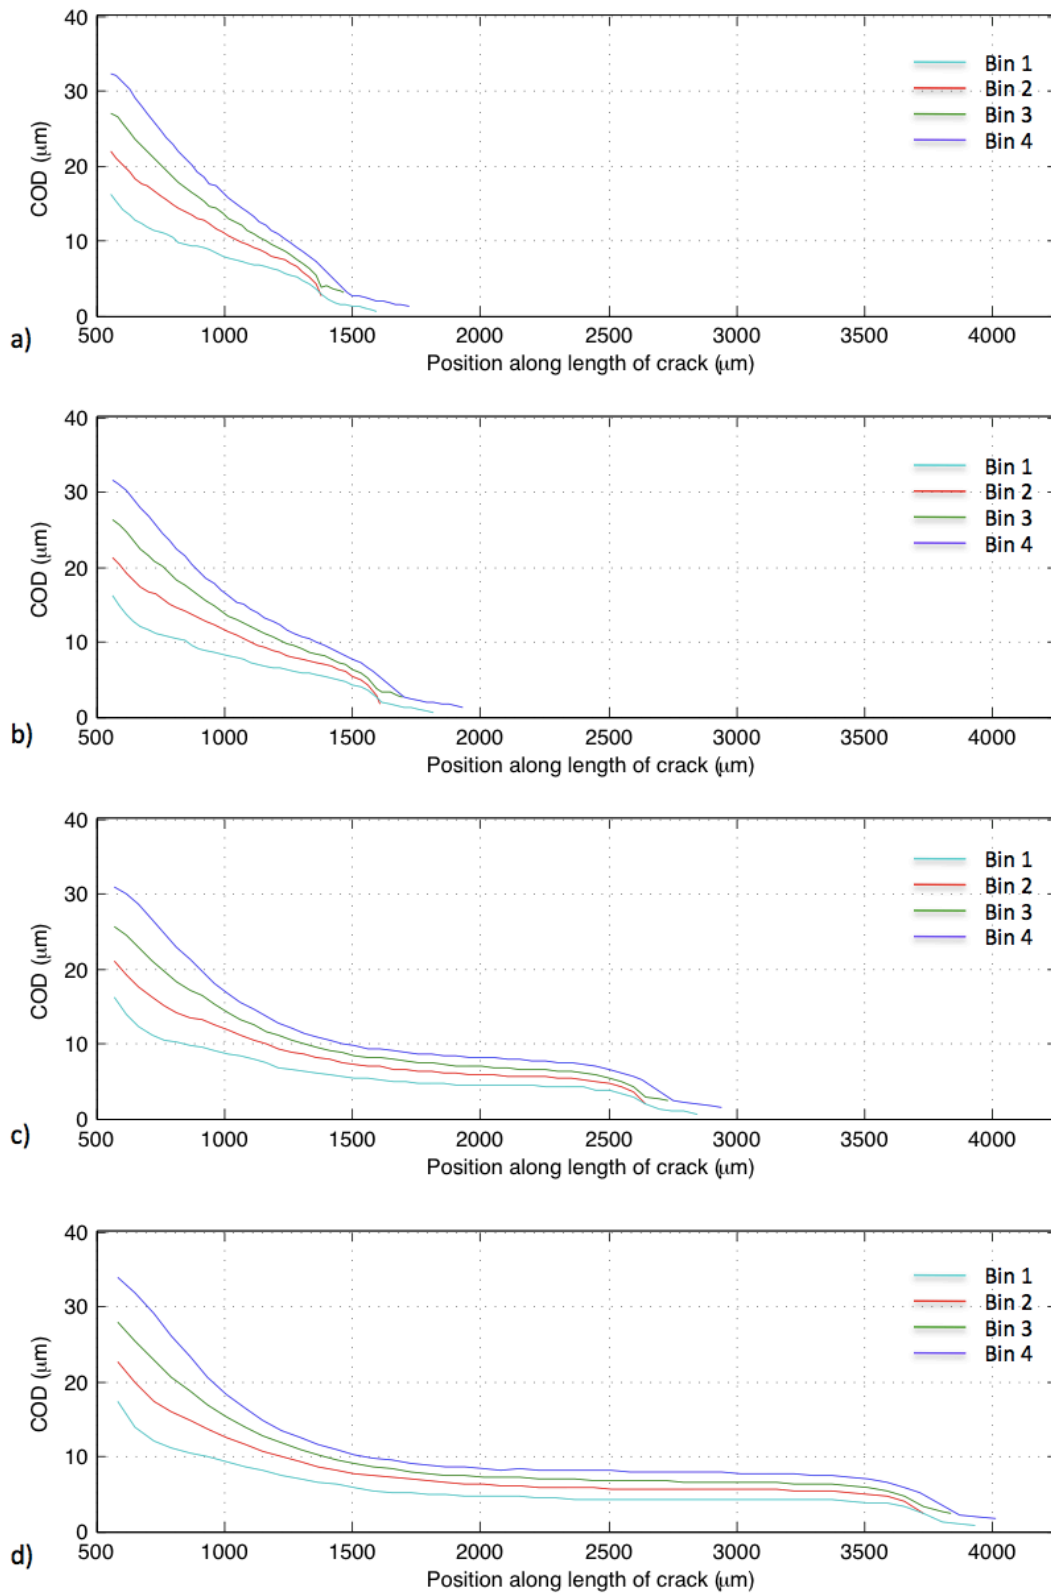 40
30
20
10
0
COD (μm)
Bin 1
Bin 2
Bin 3
Bin 4
500 1000 1500 2000 2500 3000 3500 4000
Position along length of crack (μm)
a)
40
30
20
10
0
COD (μm)
Bin 1
Bin 2
Bin 3
Bin 4
500 1000 1500 2000 2500 3000 3500 4000
Position along length of crack (μm)
b)
40
30
20
10
0
COD (μm)
Bin 1
Bin 2
Bin 3
Bin 4
500 1000 1500 2000 2500 3000 3500 4000
Position along length of crack (μm)
c)
40
30
20
10
0
COD (μm)
Bin 1
Bin 2
Bin 3
Bin 4
500 1000 1500 2000 2500 3000 3500 4000
Position along length of crack (μm)
d)